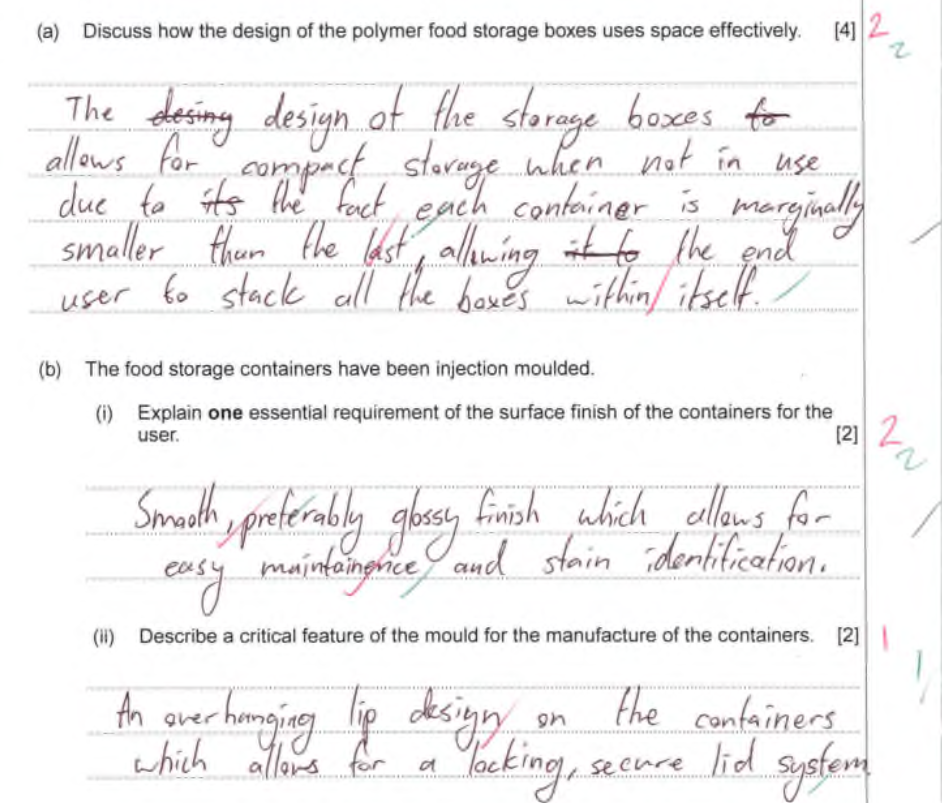 (a) Discuss how the design of the polymer food storage boxes uses space effectively. [4] 2
2
The desing design of the storage boxes to
allows for compact storage when not in use
due to its the fact each container is marginally
smaller than the last, allowing it to the end
user to stack all the boxes within itself.
(b) The food storage containers have been injection moulded.
(i) Explain one essential requirement of the surface finish of the containers for the
user. [2] 2
2
Smooth, preferably glossy finish which allows for
easy maintainence and stain identification.
(ii) Describe a critical feature of the mould for the manufacture of the containers. [2] 1
1
An overhanging lip design on the containers
which allows for a locking, secure lid system